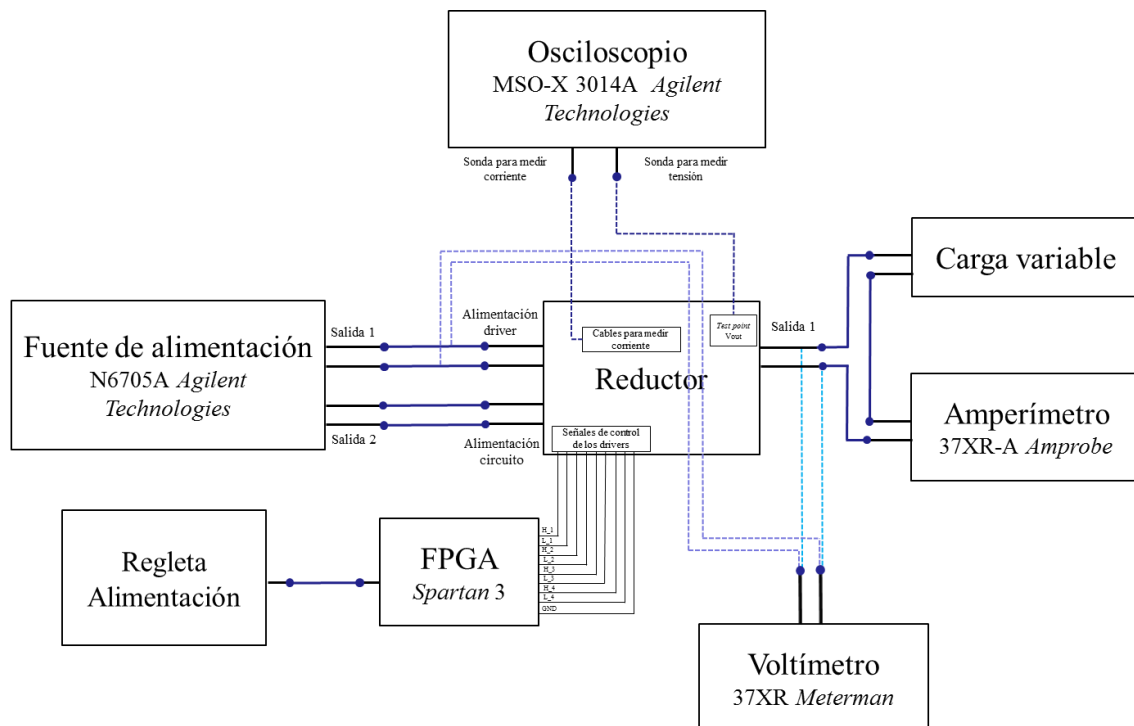 Osciloscopio
MSO-X 3014A Agilent
Technologies
Sonda para medir
corriente
Sonda para medir
tensión
Carga variable
Fuente de alimentación
N6705A Agilent
Technologies
Salida 1
Salida 2
Alimentación
driver
Alimentación
circuito
Cables para medir
corriente
Test point
Vout
Reductor
Señales de control
de los drivers
Salida 1
Amperímetro
37XR-A Amprobe
Regleta
Alimentación
FPGA
Spartan 3
H_1
L_1
H_2
L_2
H_3
L_3
H_4
L_4
GND
Voltímetro
37XR Meterman